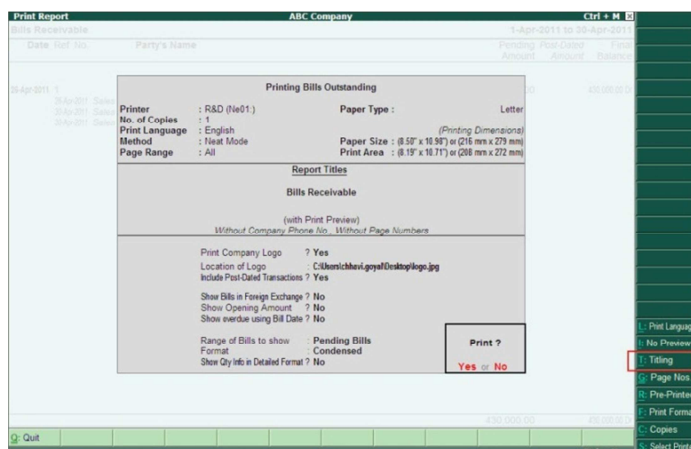 Print Report ABC Company Ctrl + M
Bills Receivable 1-Apr-2011 to 30-Apr-2011
Date Ref. No. Party's Name Pending Post-Dated Final
Amount Amount Balance
Printing Bills Outstanding
Printer : R&D (Ne01:) Paper Type : Letter
No. of Copies : 1
Print Language : English (Printing Dimensions)
Method : Neat Mode Paper Size : (8.50" x 10.98") or (216 mm x 279 mm)
Page Range : All Print Area : (8.19" x 10.71") or (208 mm x 272 mm)
Report Titles
Bills Receivable
(with Print Preview)
Without Company Phone No., Without Page Numbers
Print Company Logo ? Yes
Location of Logo : C:\Users\chhavi.goyal\Desktop\logo.jpg
Include Post-Dated Transactions ? Yes
Show Bills in Foreign Exchange ? No
Show Opening Amount ? No
Show overdue using Bill Date ? No
Range of Bills to show : Pending Bills
Format : Condensed
Show Qty Info in Detailed Format ? No
Print ?
Yes or No
L: Print Languag
I: No Preview
T: Titling
G: Page Nos
R: Pre-Printe
F: Print Forma
C: Copies
S: Select Printe
430,000.00
Q: Quit